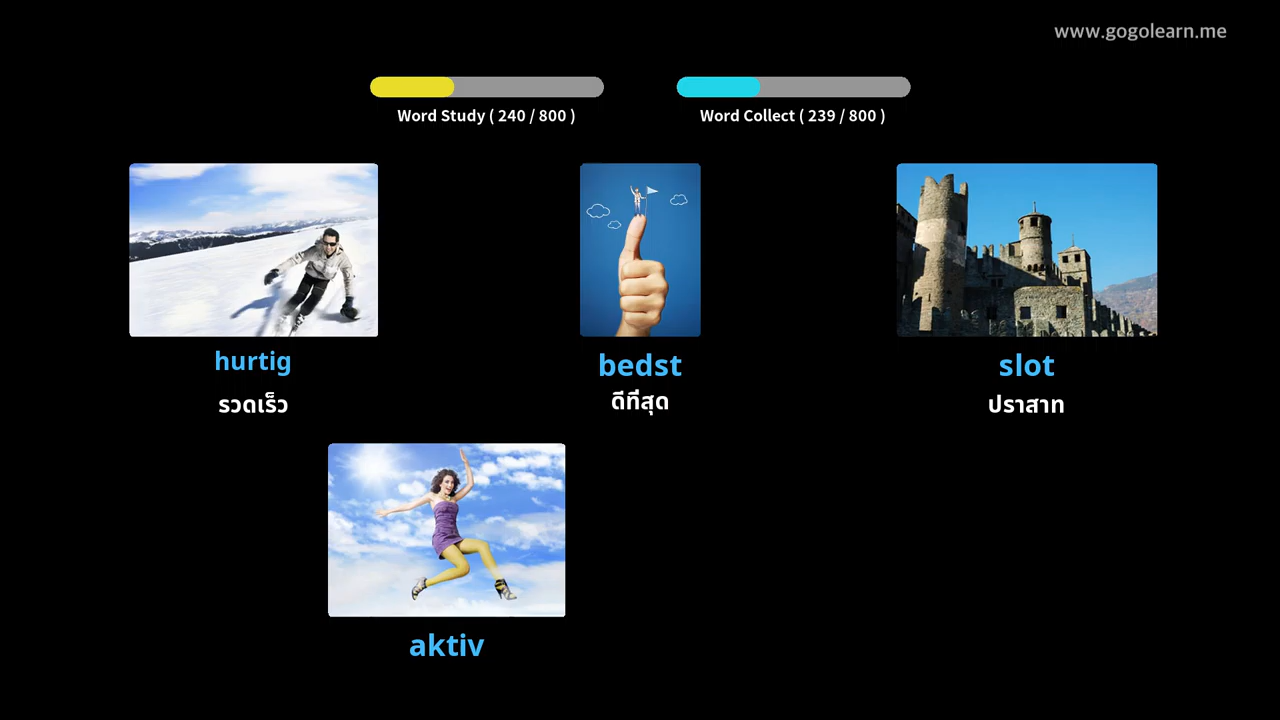 www.gogolearn.me
Word Study ( 240 / 800 )
Word Collect ( 239 / 800 )
hurtig
รวดเร็ว
bedst
ดีที่สุด
slot
ปราสาท
aktiv